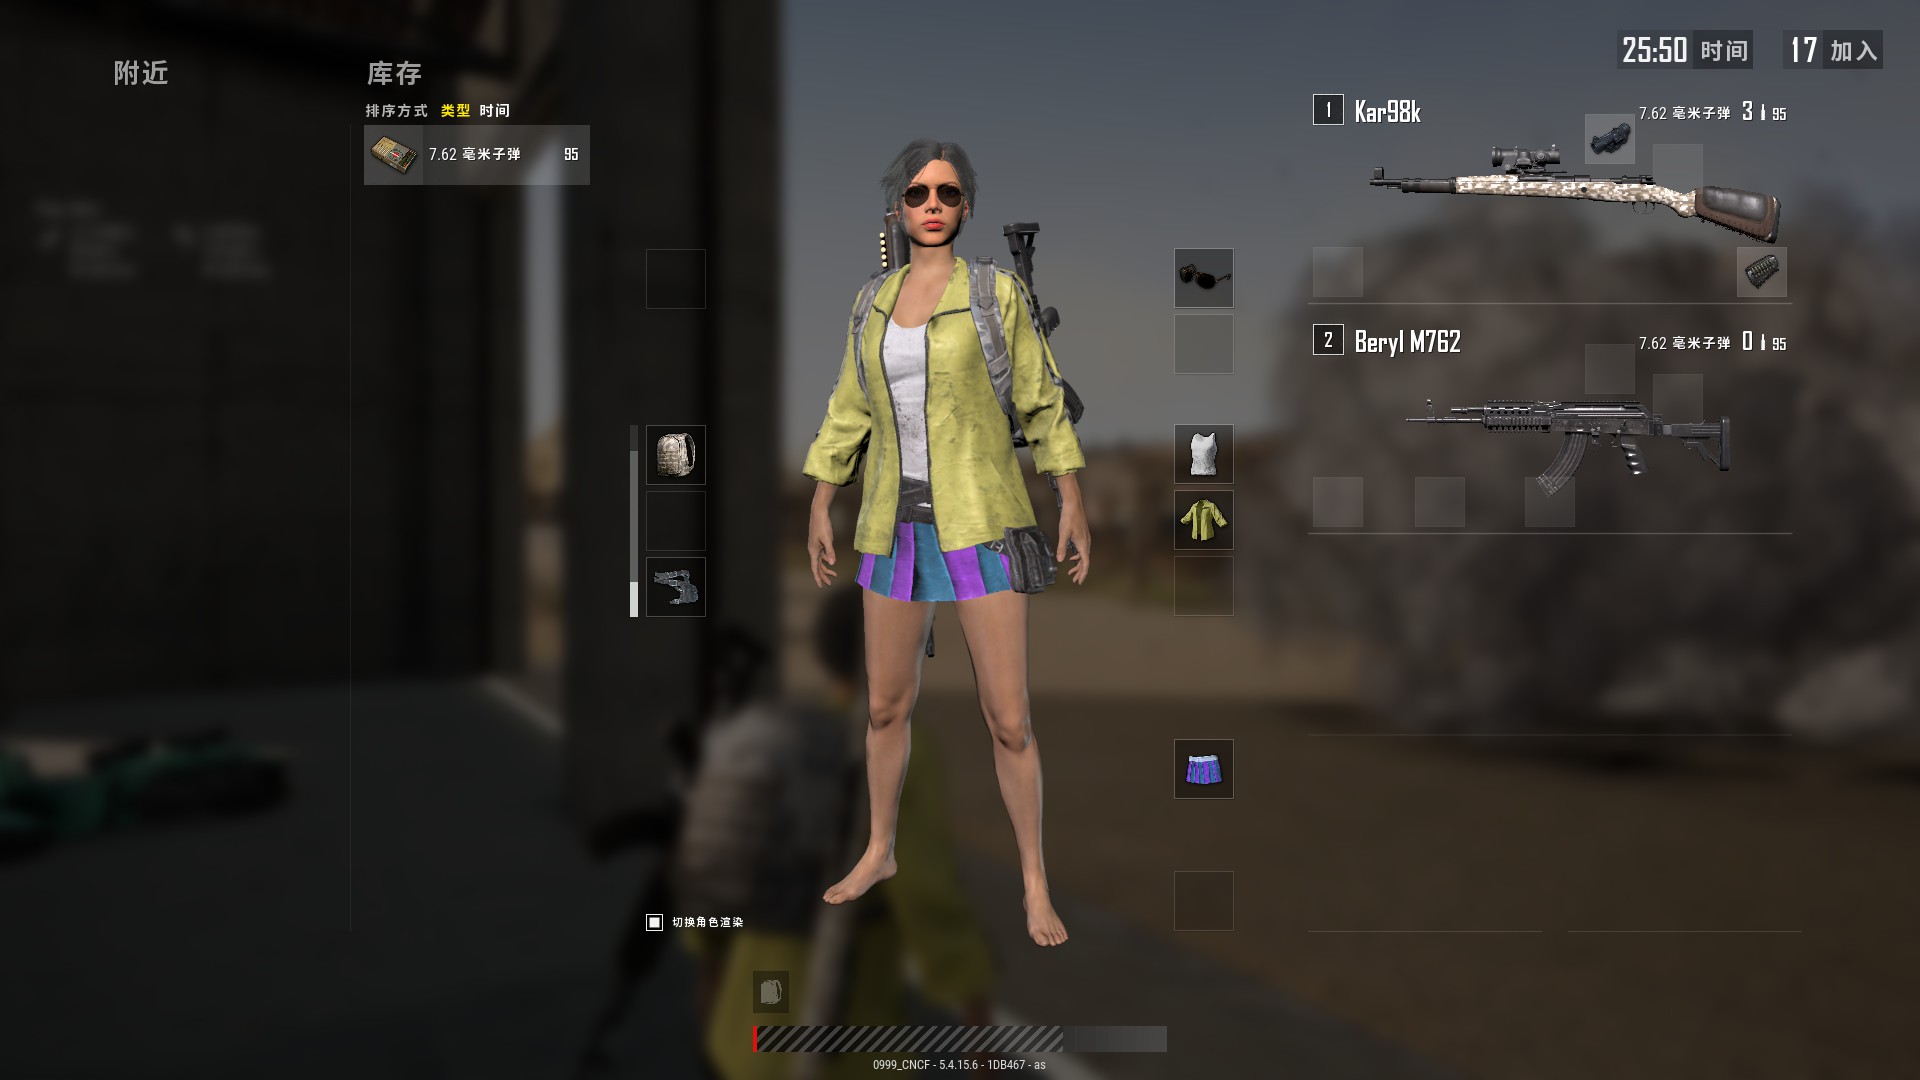 附近
库存
排序方式 类型 时间
7.62 毫米子弹 95
25:50 时间 17 加入
1 Kar98k 7.62 毫米子弹 3 95
2 Beryl M762 7.62 毫米子弹 0 95
切换角色渲染
0999_CNCF - 5.4.15.6 - 1DB467 - as